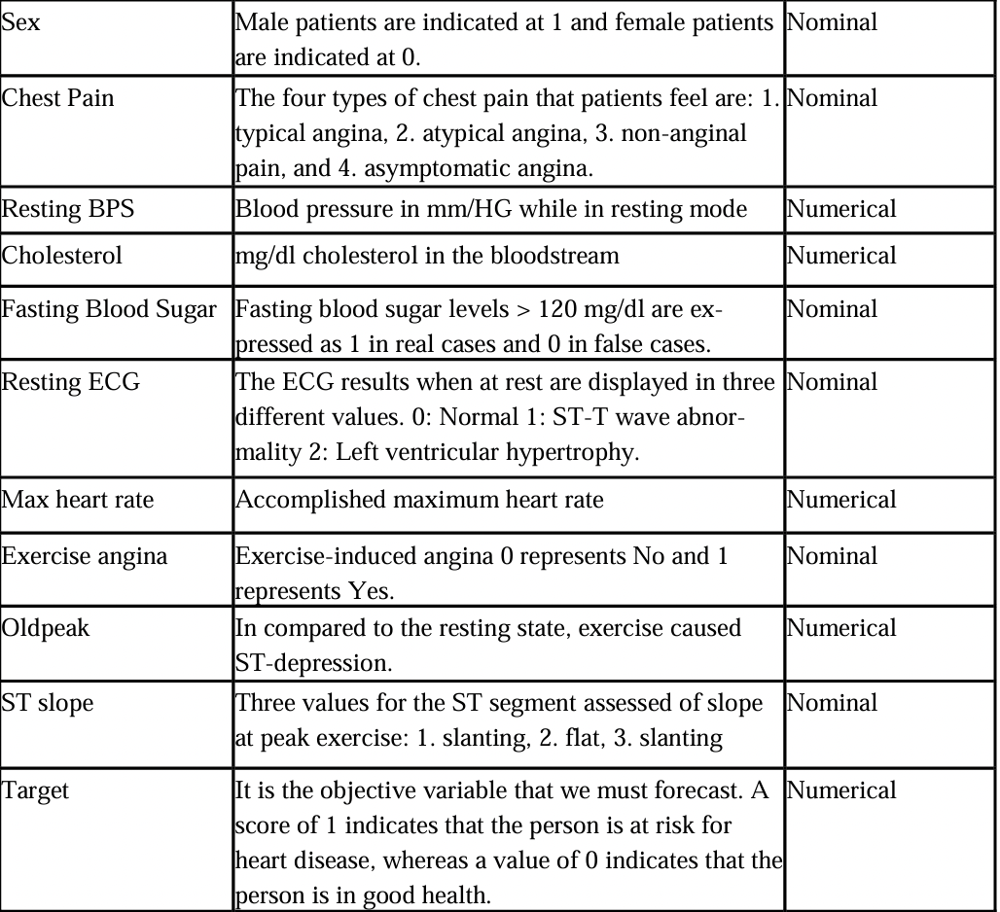 Sex Male patients are indicated at 1 and female patients Nominal
are indicated at 0.
Chest Pain The four types of chest pain that patients feel are: 1. Nominal
typical angina, 2. atypical angina, 3. non-anginal
pain, and 4. asymptomatic angina.
Resting BPS Blood pressure in mm/HG while in resting mode Numerical
Cholesterol mg/dl cholesterol in the bloodstream Numerical
Fasting Blood Sugar Fasting blood sugar levels > 120 mg/dl are ex- Nominal
pressed as 1 in real cases and 0 in false cases.
Resting ECG The ECG results when at rest are displayed in three Nominal
different values. 0: Normal 1: ST-T wave abnor-
mality 2: Left ventricular hypertrophy.
Max heart rate Accomplished maximum heart rate Numerical
Exercise angina Exercise-induced angina 0 represents No and 1 Nominal
represents Yes.
Oldpeak In compared to the resting state, exercise caused Numerical
ST-depression.
ST slope Three values for the ST segment assessed of slope Nominal
at peak exercise: 1. slanting, 2. flat, 3. slanting
Target It is the objective variable that we must forecast. A Numerical
score of 1 indicates that the person is at risk for
heart disease, whereas a value of 0 indicates that the
person is in good health.